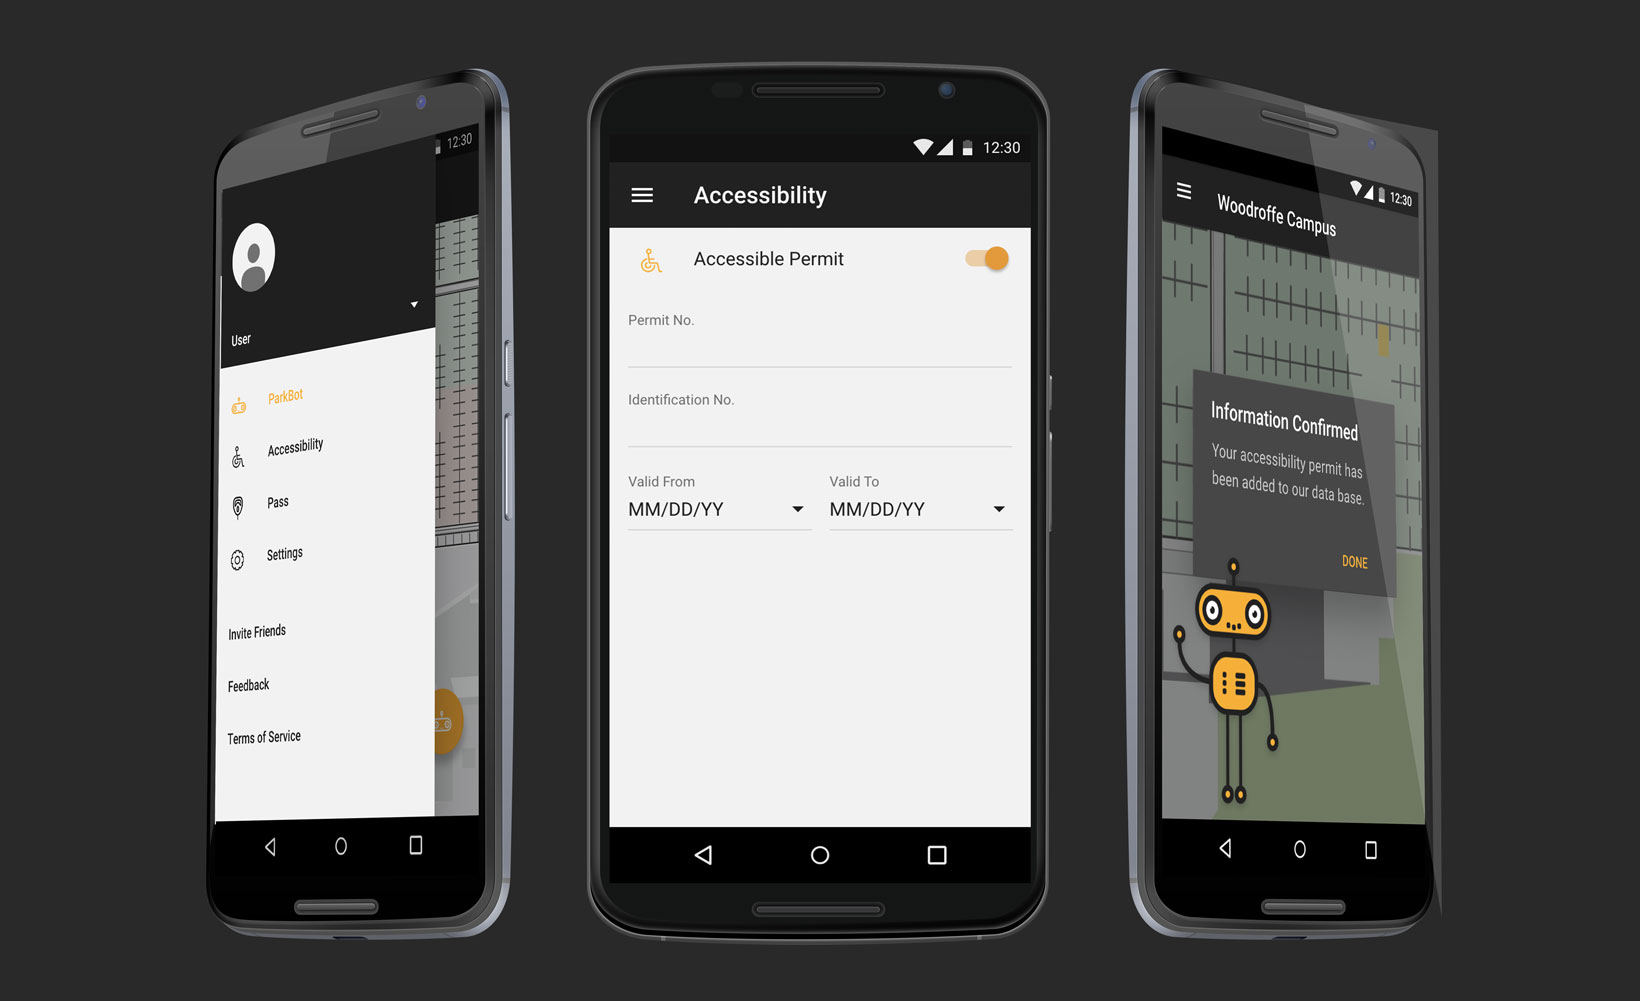 12:30
User
ParkBot
Accessibility
Pass
Settings
Invite Friends
Feedback
Terms of Service
12:30
Accessibility
Accessible Permit
Permit No.
Identification No.
Valid From
Valid To
MM/DD/YY
MM/DD/YY
12:30
Woodroffe Campus
Information Confirmed
Your accessibility permit has
been added to our data base.
DONE